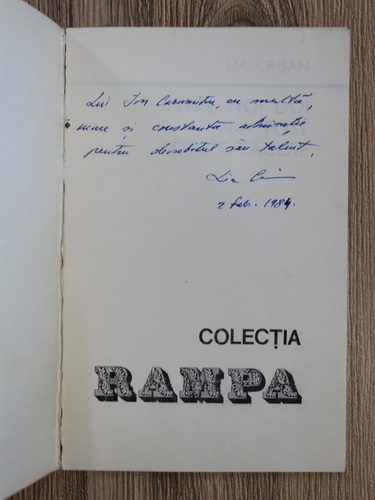 LIA CRIȘAN
Lui Ion Caramitru, cu multă,
mare și constantă admirație
pentru deosebitul său talent,
Lia C
2 feb. 1984.
COLECȚIA
RAMPA